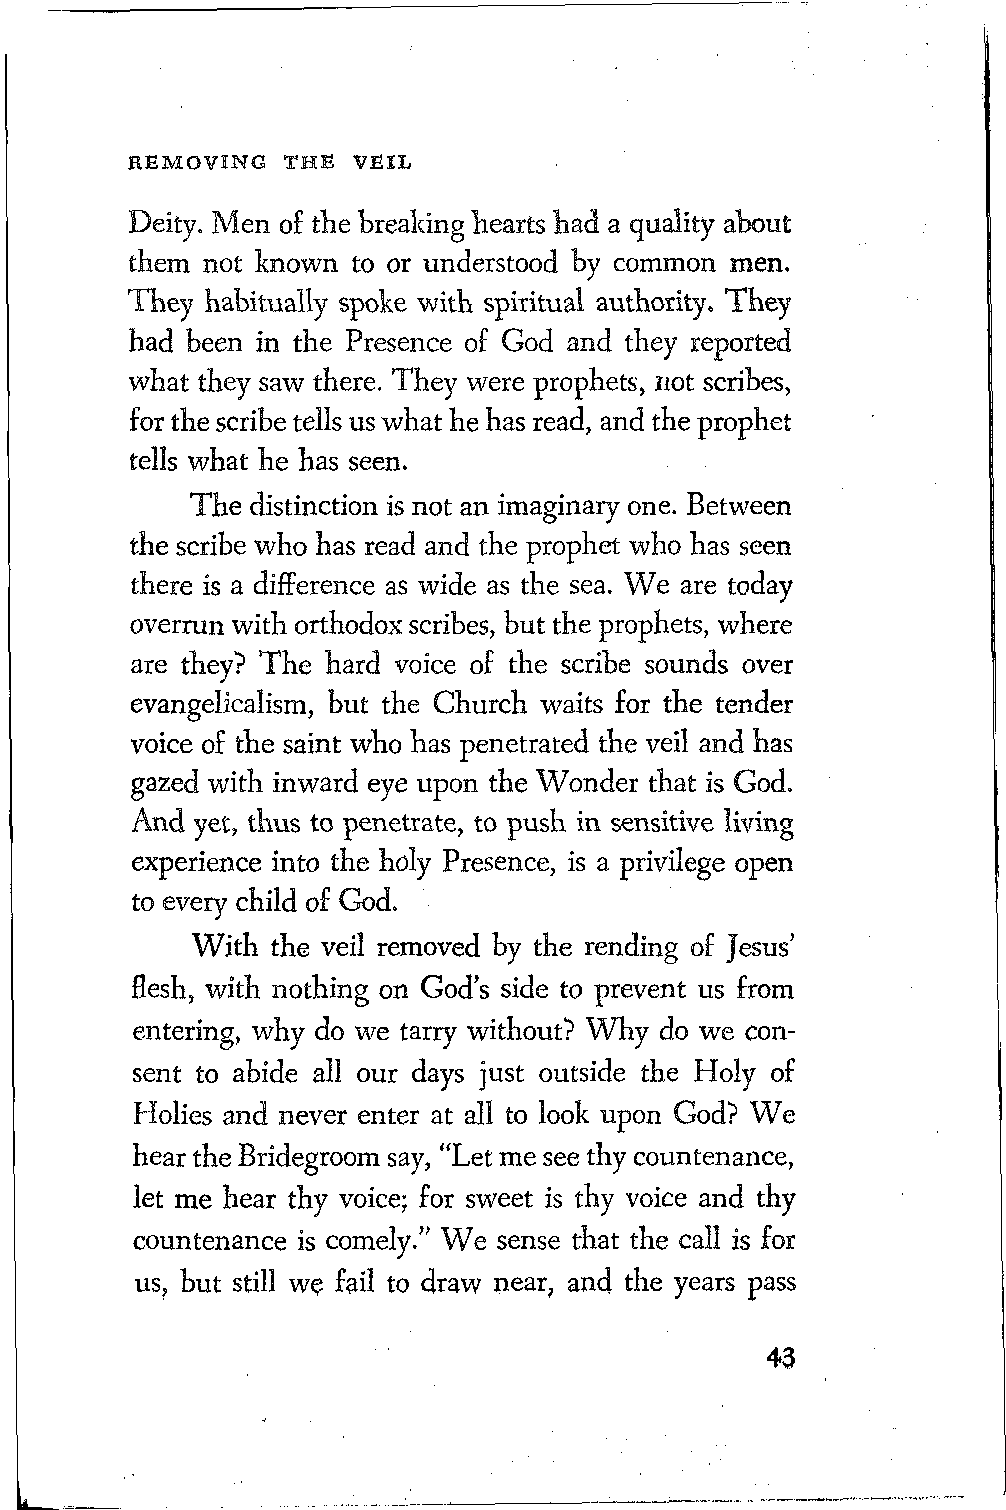 REMOVING THE VEIL
Deity. Men of the breaking hearts had a quality about
them not known to or understood by common men.
They habitually spoke with spiritual authority. They
had been in the Presence of God and they reported
what they saw there. They were prophets, not scribes,
for the scribe tells us what he has read, and the prophet
tells what he has seen.
The distinction is not an imaginary one. Between
the scribe who has read and the prophet who has seen
there is a difference as wide as the sea. We are today
overrun with orthodox scribes, but the prophets, where
are they? The hard voice of the scribe sounds over
evangelicalism, but the Church waits for the tender
voice of the saint who has penetrated the veil and has
gazed with inward eye upon the Wonder that is God.
And yet, thus to penetrate, to push in sensitive living
experience into the holy Presence, is a privilege open
to every child of God.
With the veil removed by the rending of Jesus'
flesh, with nothing on God's side to prevent us from
entering, why do we tarry without? Why do we con-
sent to abide all our days just outside the Holy of
Holies and never enter at all to look upon God? We
hear the Bridegroom say, "Let me see thy countenance,
let me hear thy voice; for sweet is thy voice and thy
countenance is comely." We sense that the call is for
us, but still we fail to draw near, and the years pass
43